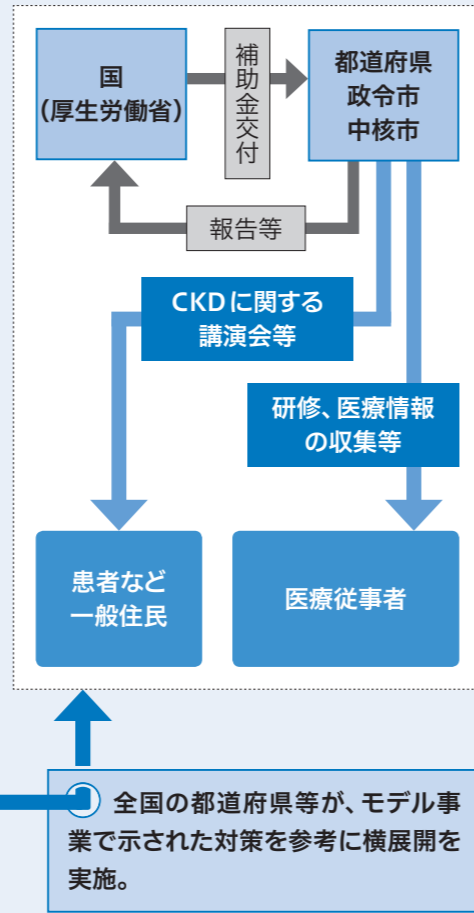 国
（厚生労働省）
補助金交付
都道府県
政令市
中核市
報告等
CKDに関する
講演会等
研修、医療情報
の収集等
患者など
一般住民
医療従事者
全国の都道府県等が、モデル事
業で示された対策を参考に横展開を
実施。